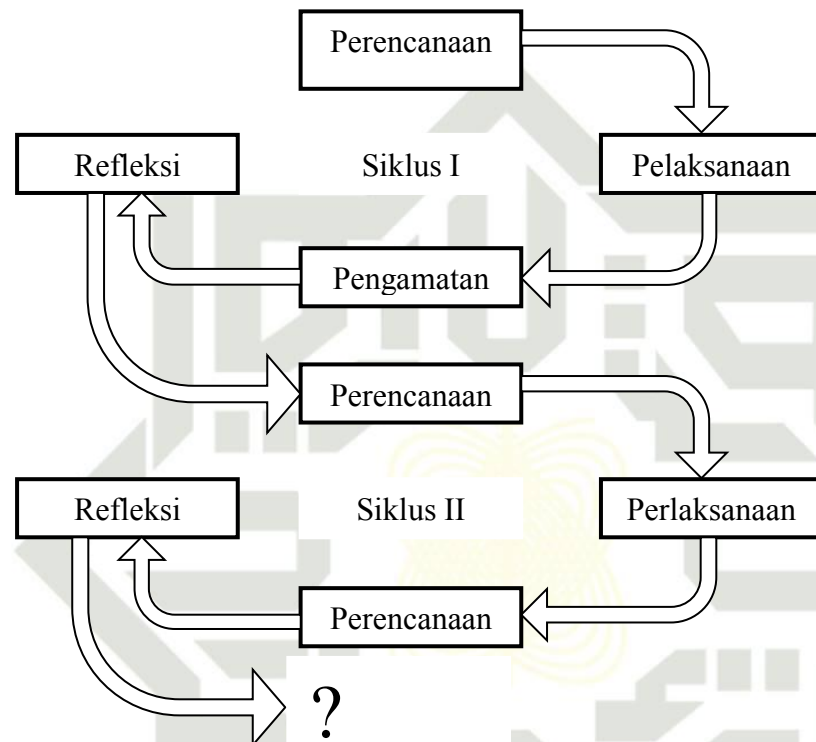 Perencanaan
Refleksi
Siklus I
Pelaksanaan
Pengamatan
Perencanaan
Refleksi
Siklus II
Perlaksanaan
Perencanaan
?